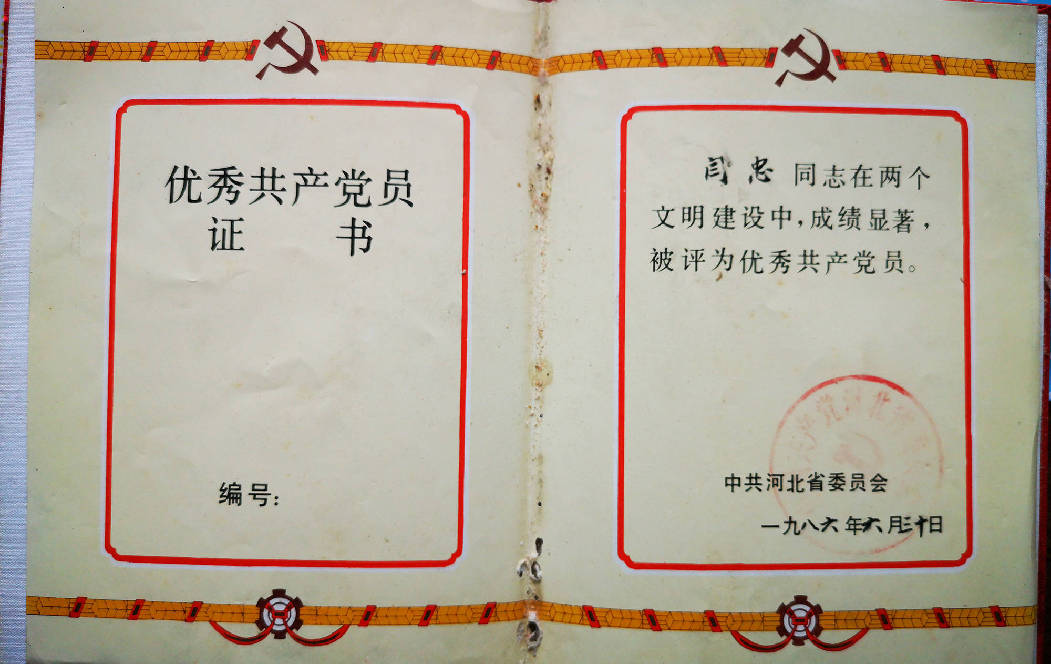 优秀共产党员
证 书
编号：
闫忠 同志在两个
文明建设中，成绩显著，
被评为优秀共产党员。
中共河北省委员会
一九八六年六月三十日